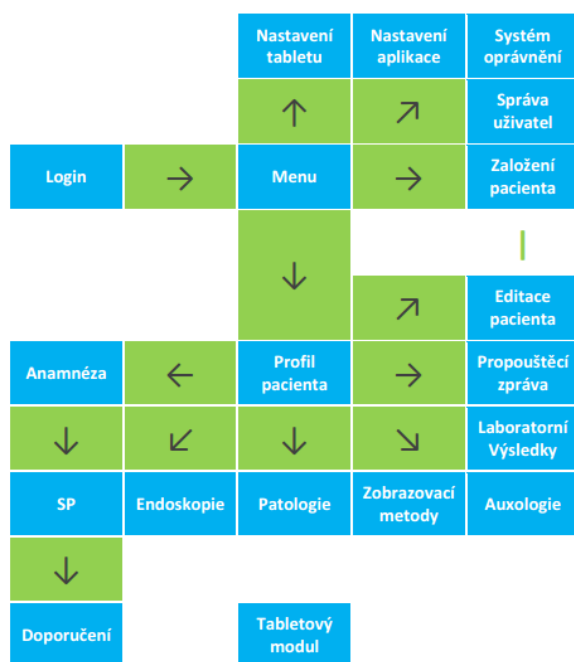 Nastavení
tabletu
Nastavení
aplikace
Systém
oprávnění
Správa
uživatel
Login
Menu
Založení
pacienta
Editace
pacienta
Anamnéza
Profil
pacienta
Propouštěcí
zpráva
Laboratorní
Výsledky
SP
Endoskopie
Patologie
Zobrazovací
metody
Auxologie
Doporučení
Tabletový
modul